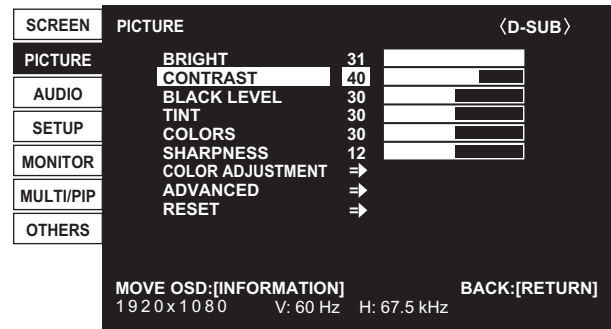 SCREEN
PICTURE
AUDIO
SETUP
MONITOR
MULTI/PIP
OTHERS
PICTURE 〈D-SUB〉
BRIGHT 31
CONTRAST 40
BLACK LEVEL 30
TINT 30
COLORS 30
SHARPNESS 12
COLOR ADJUSTMENT
ADVANCED
RESET
MOVE OSD:[INFORMATION] BACK:[RETURN]
1920x1080 V: 60 Hz H: 67.5 kHz